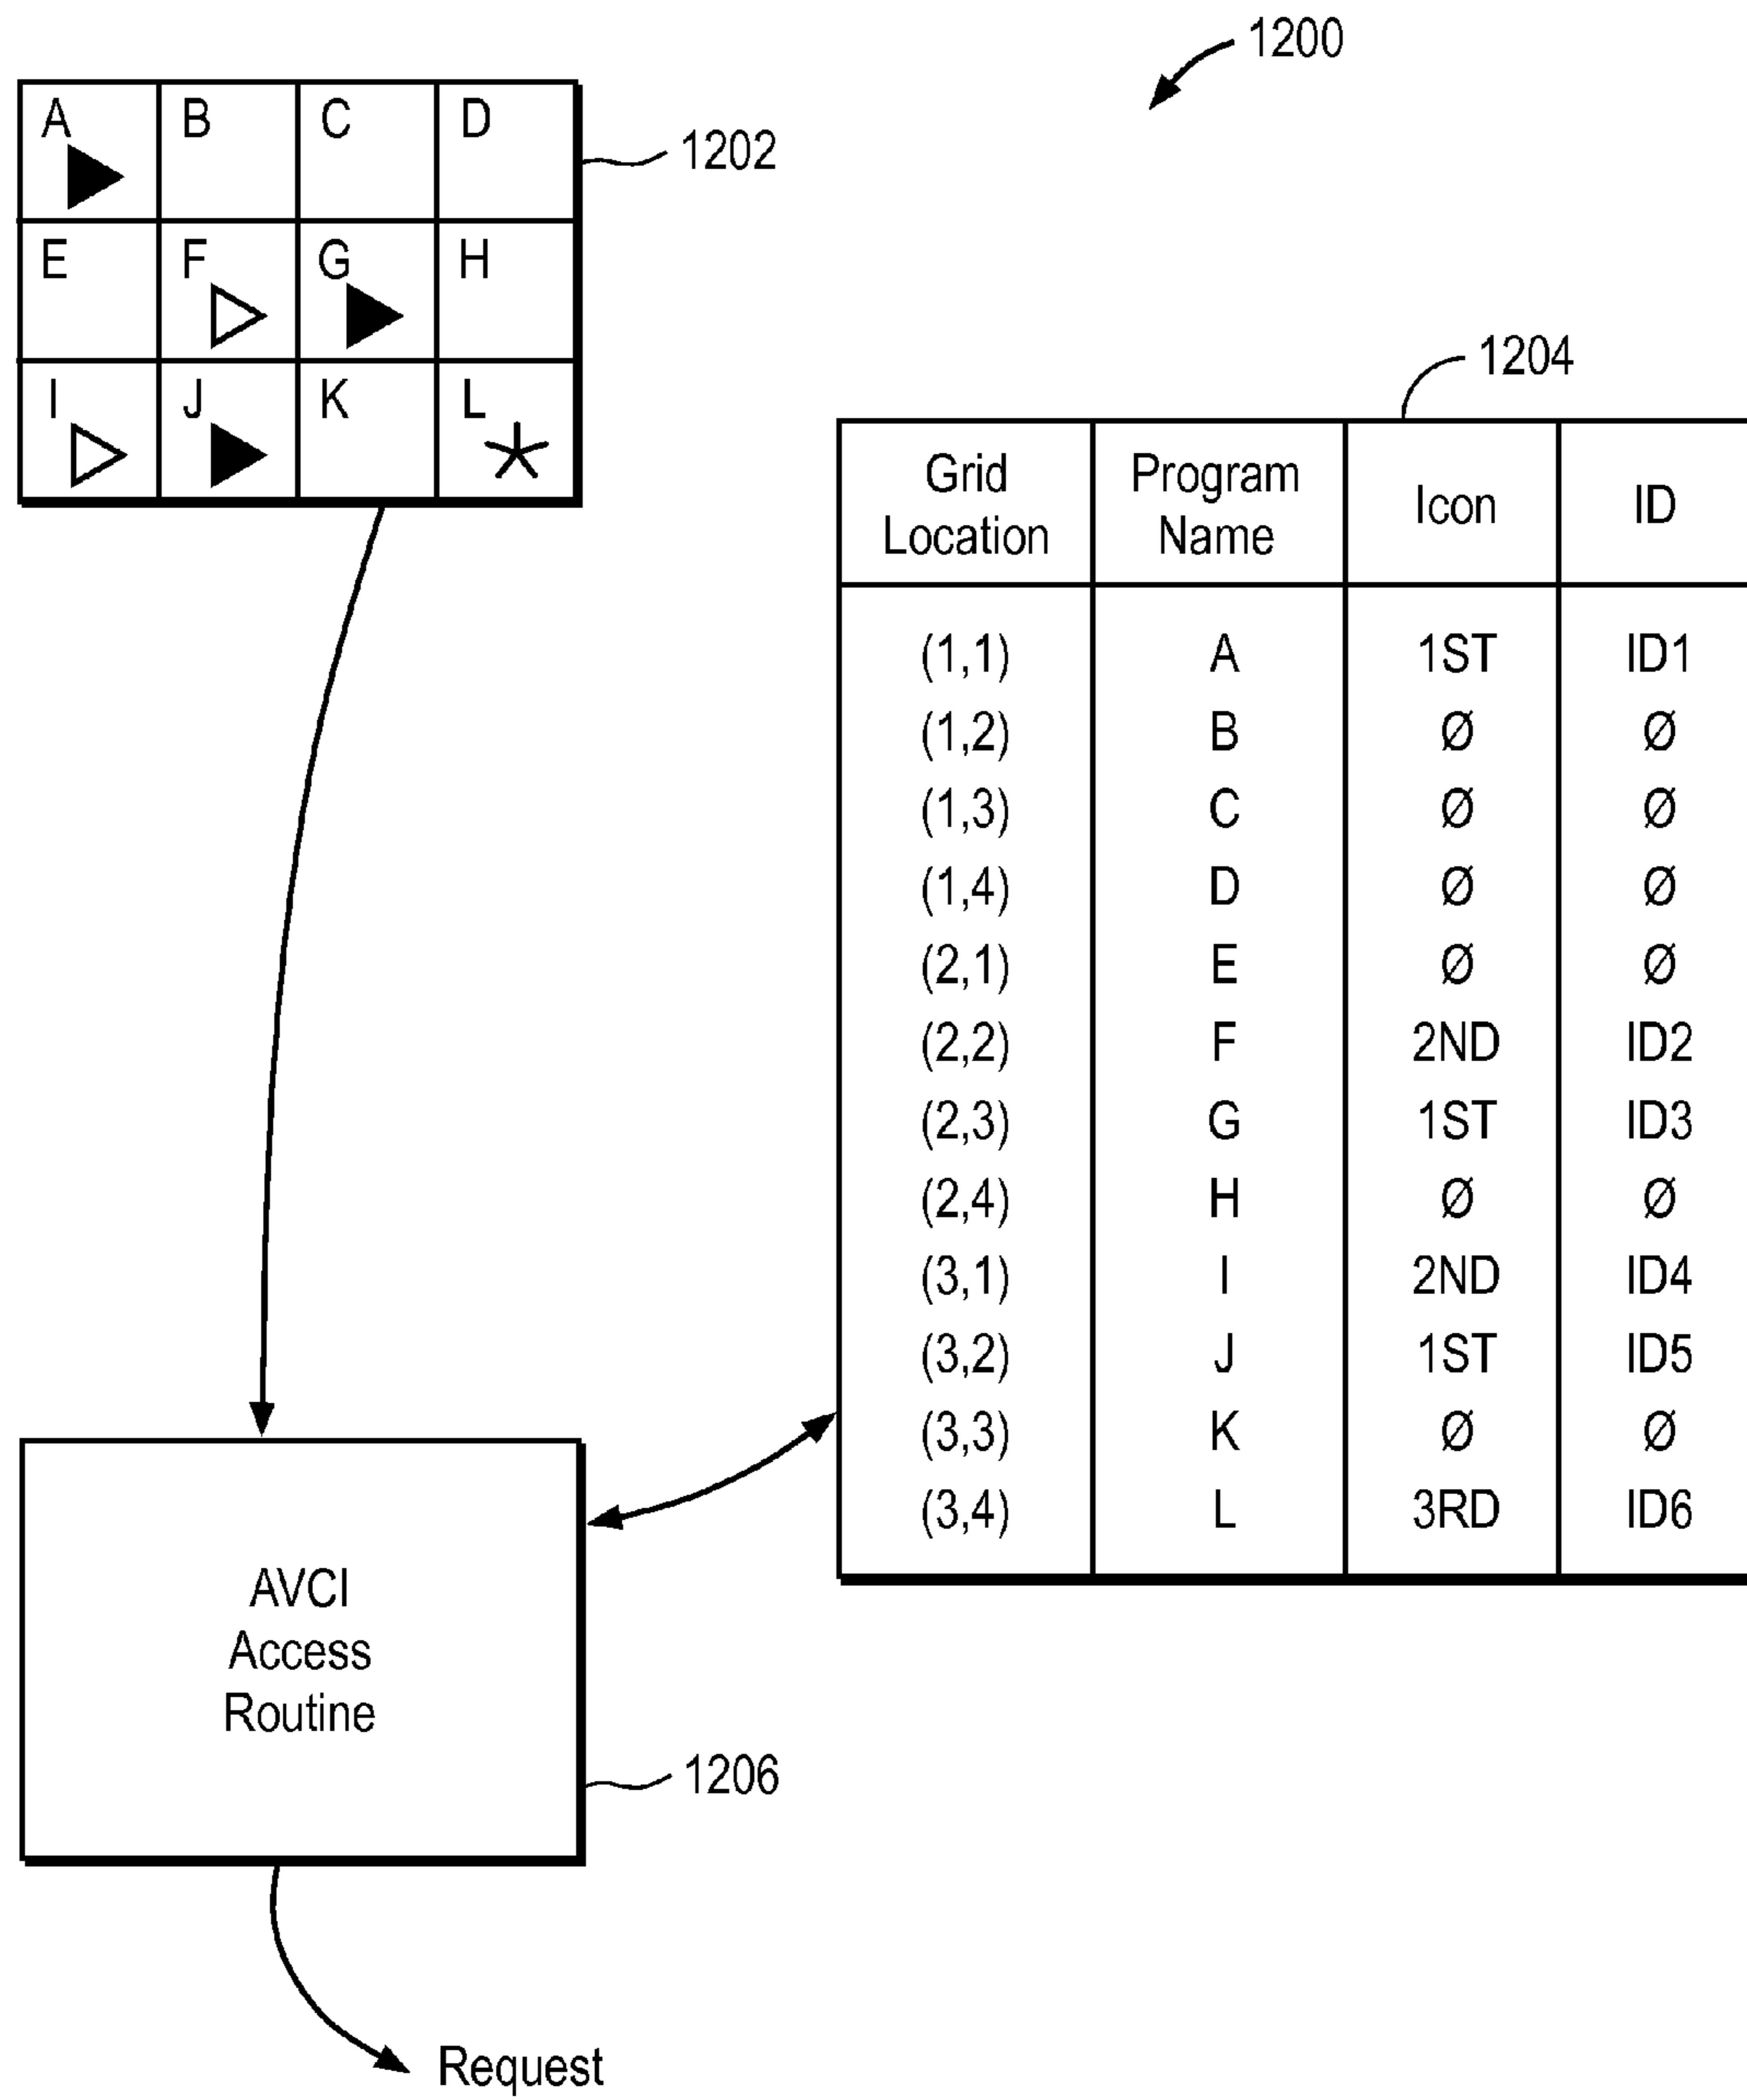 1200
A B C D
1202
E F G H
I J K L
1204
Grid Location Program Name Icon ID
(1,1) A 1ST ID1
(1,2) B Ø Ø
(1,3) C Ø Ø
(1,4) D Ø Ø
(2,1) E Ø Ø
(2,2) F 2ND ID2
(2,3) G 1ST ID3
(2,4) H Ø Ø
(3,1) I 2ND ID4
(3,2) J 1ST ID5
(3,3) K Ø Ø
(3,4) L 3RD ID6
AVCI
Access
Routine
1206
Request